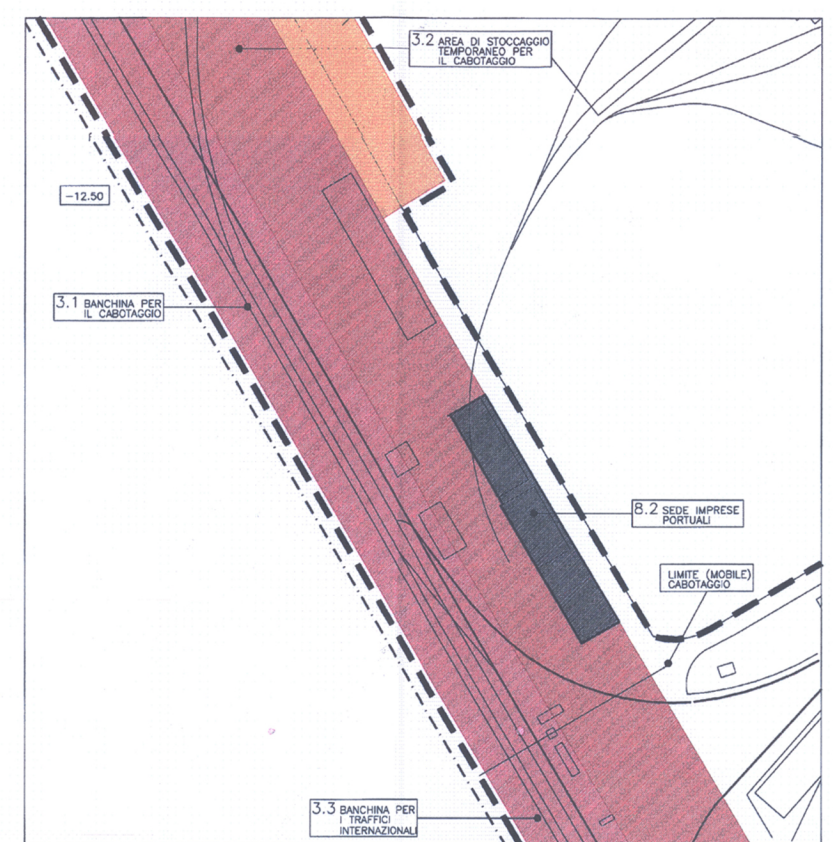 3.2 AREA DI STOCCAGGIO
TEMPORANEO PER
IL CABOTAGGIO
-12.50
3.1 BANCHINA PER
IL CABOTAGGIO
8.2 SEDE IMPRESE
PORTUALI
LIMITE (MOBILE)
CABOTAGGIO
3.3 BANCHINA PER
I TRAFFICI
INTERNAZIONALI